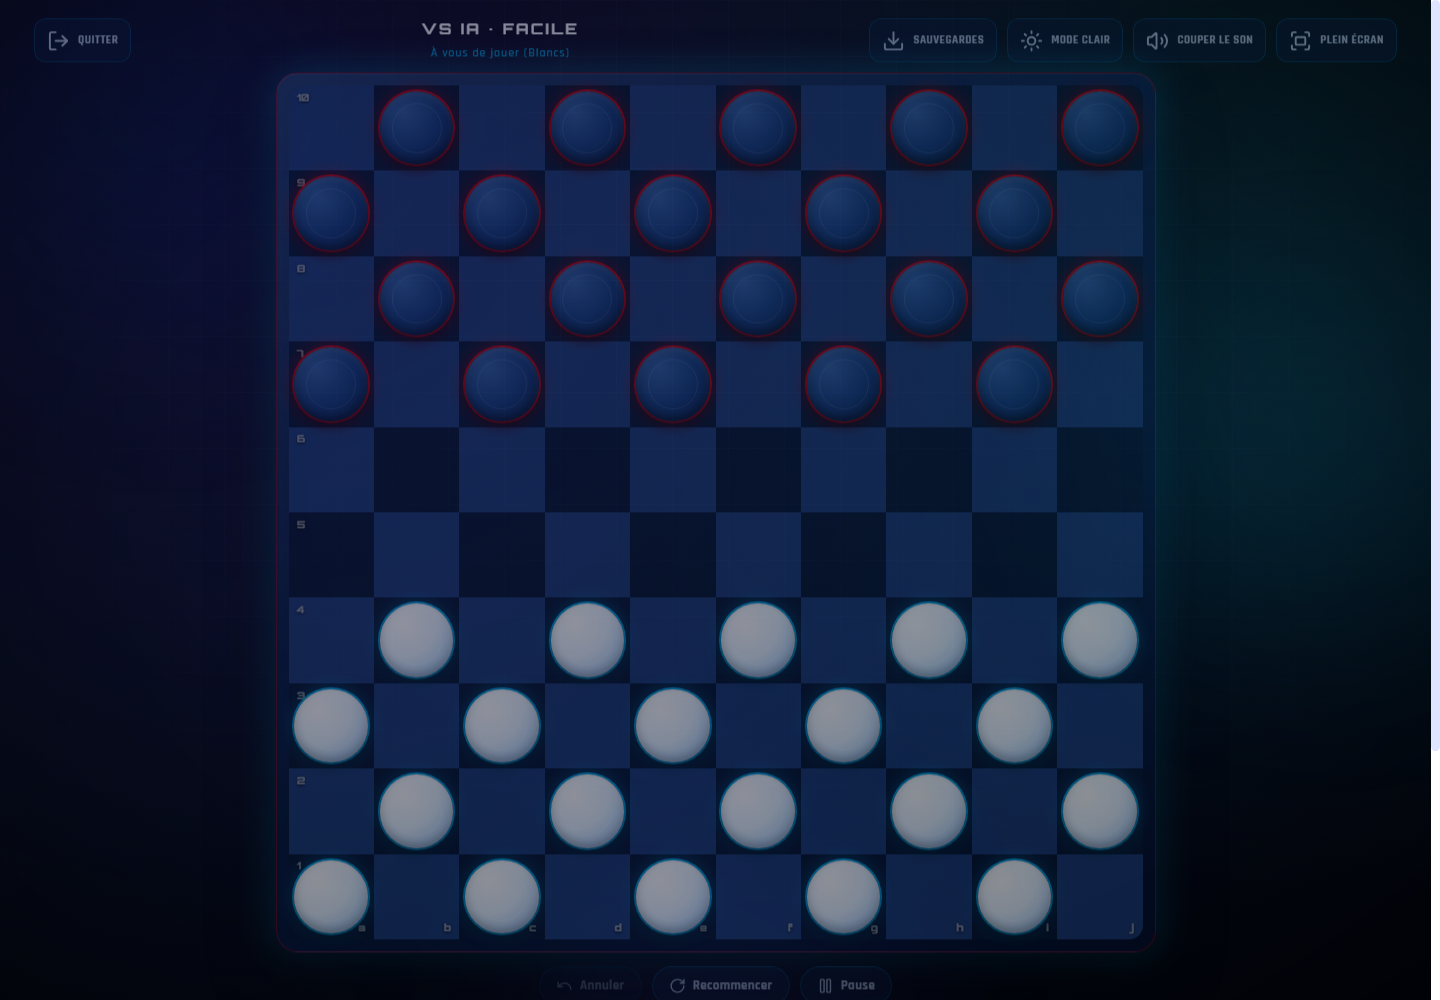 QUITTER
VS IA · FACILE
À vous de jouer (Blancs)
SAUVEGARDES
MODE CLAIR
COUPER LE SON
PLEIN ÉCRAN
10
9
8
7
6
5
4
3
2
1
a b c d e f g h i j
Annuler
Recommencer
Pause